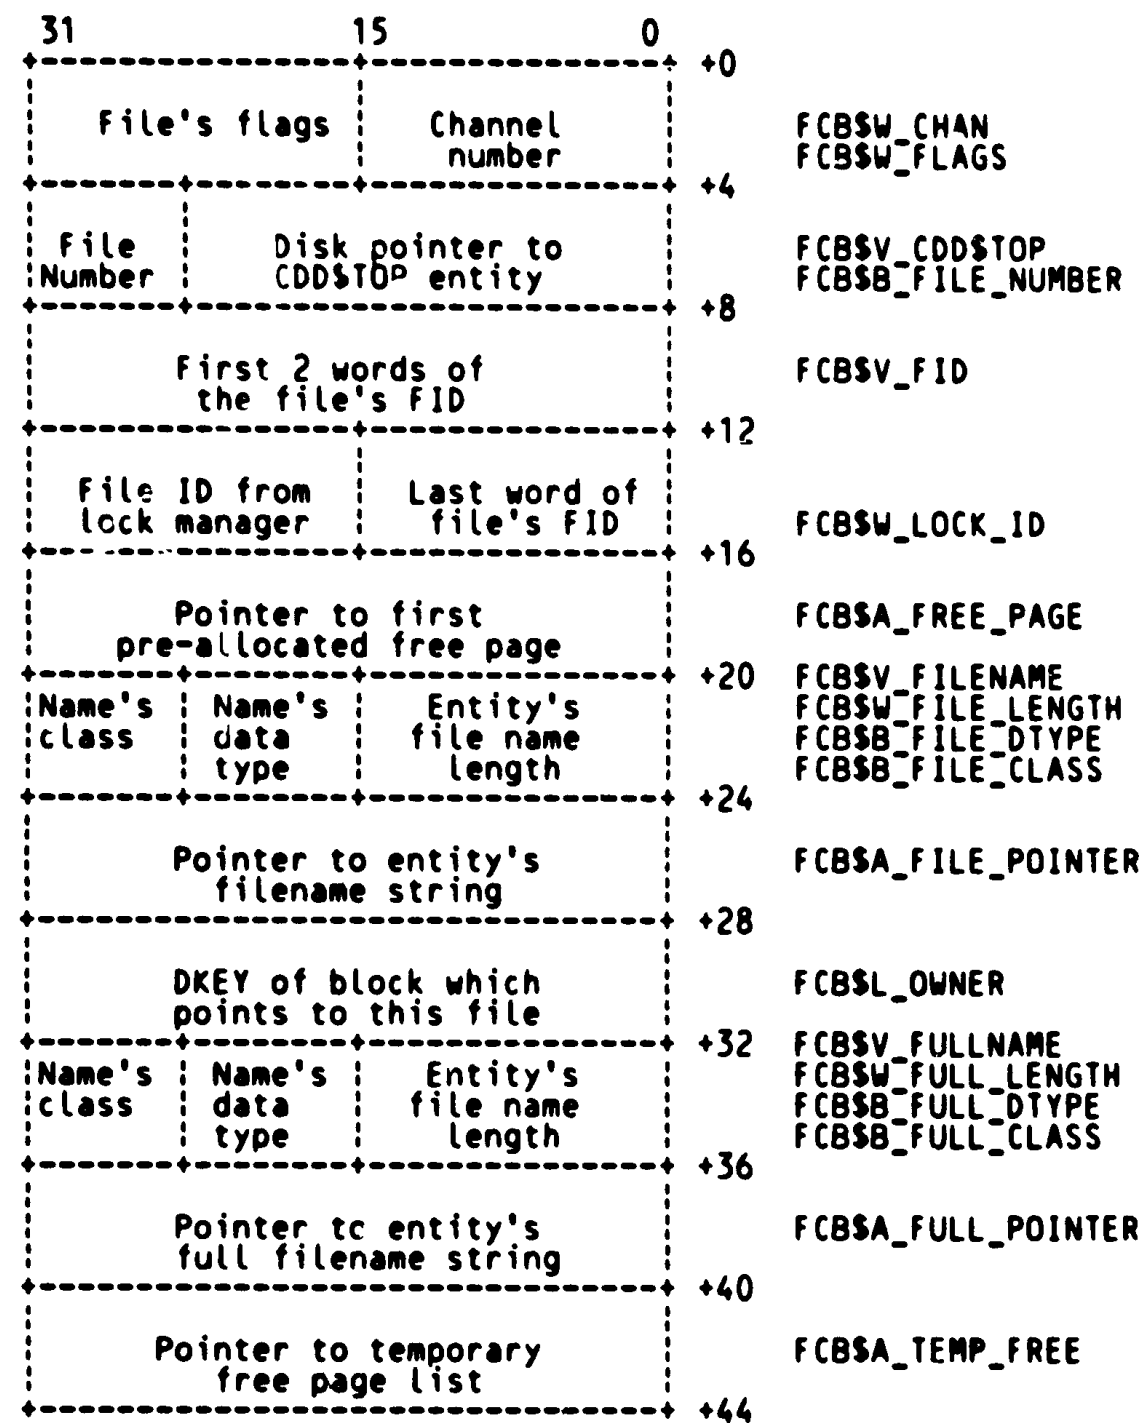 31 15 0
+0
File's flags Channel FCB$W_CHAN
number FCB$W_FLAGS
+4
File Disk pointer to FCB$V_CDD$TOP
Number CDD$TOP entity FCB$B_FILE_NUMBER
+8
First 2 words of FCB$V_FID
the file's FID
+12
File ID from Last word of
lock manager file's FID FCB$W_LOCK_ID
+16
Pointer to first FCB$A_FREE_PAGE
pre-allocated free page
+20 FCB$V_FILENAME
Name's Name's Entity's FCB$W_FILE_LENGTH
class data file name FCB$B_FILE_DTYPE
type length FCB$B_FILE_CLASS
+24
Pointer to entity's FCB$A_FILE_POINTER
filename string
+28
DKEY of block which FCB$L_OWNER
points to this file
+32 FCB$V_FULLNAME
Name's Name's Entity's FCB$W_FULL_LENGTH
class data file name FCB$B_FULL_DTYPE
type length FCB$B_FULL_CLASS
+36
Pointer to entity's FCB$A_FULL_POINTER
full filename string
+40
Pointer to temporary FCB$A_TEMP_FREE
free page list
+44